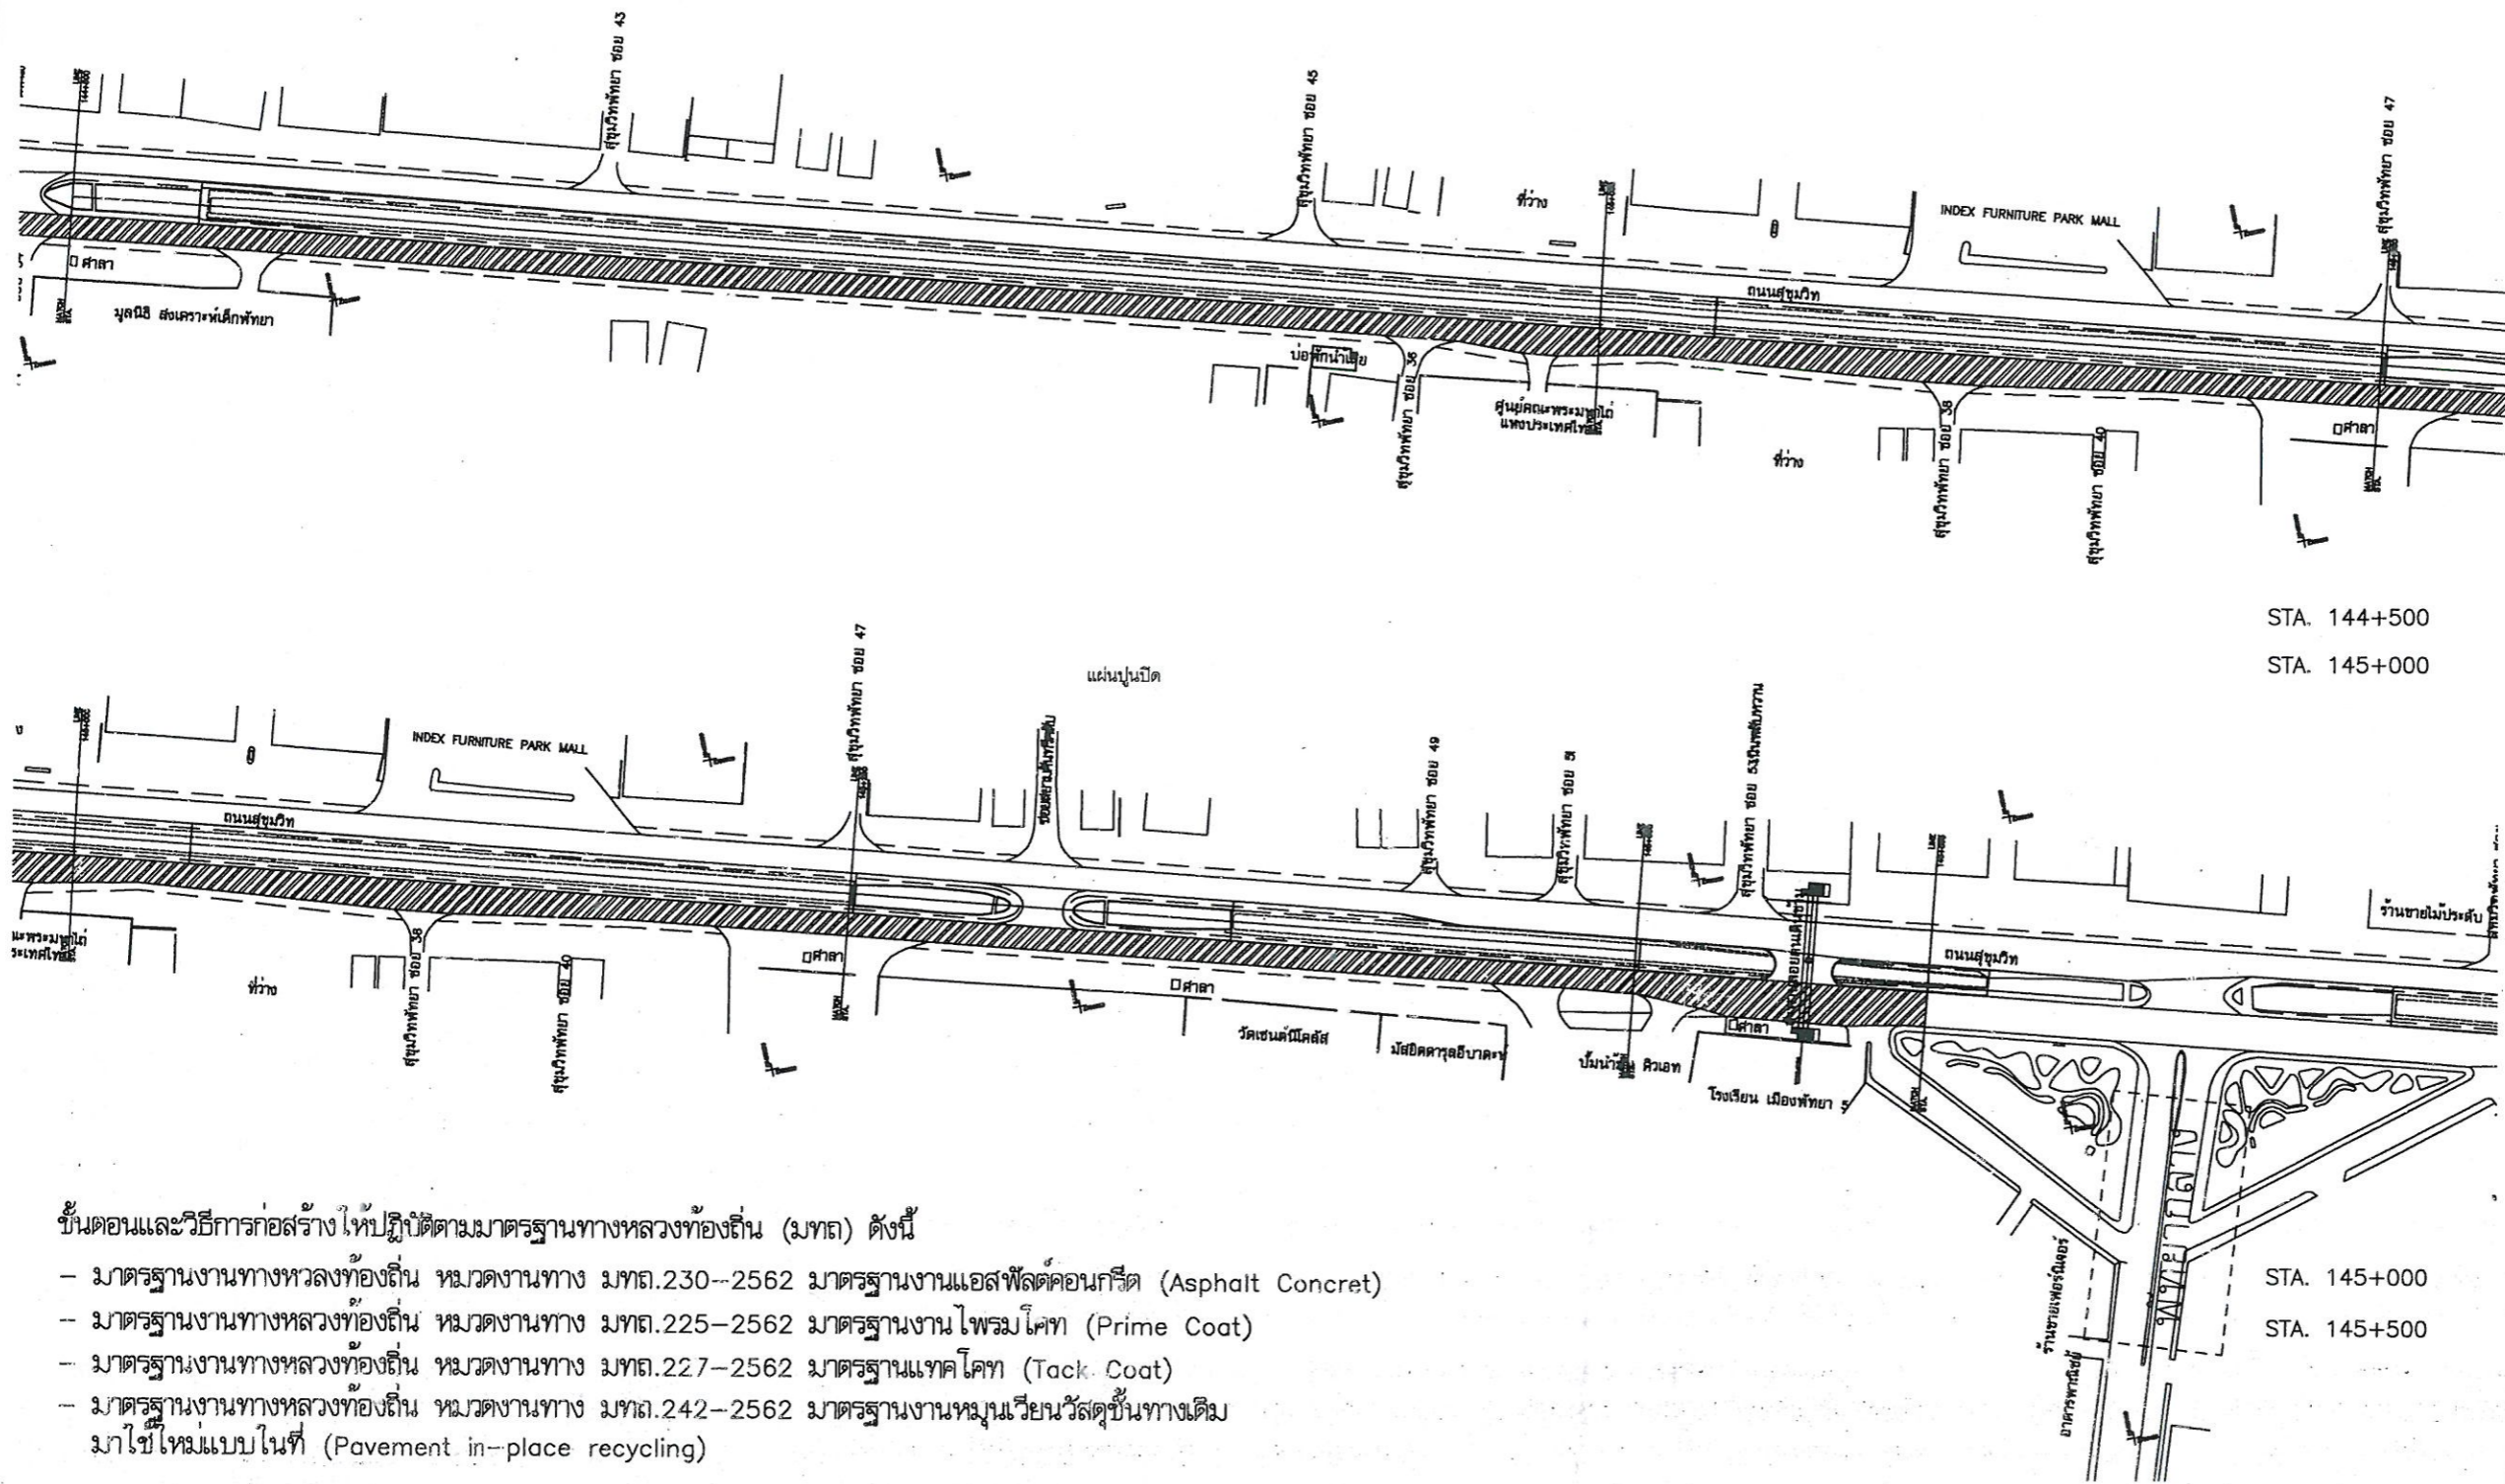 สุขุมวิทพัทยา ซอย 43
สุขุมวิทพัทยา ซอย 45
สุขุมวิทพัทยา ซอย 47
ที่ว่าง
INDEX FURNITURE PARK MALL
ศาลา
ถนนสุขุมวิท
มูลนิธิ สงเคราะห์เด็กพัทยา
สุขุมวิทพัทยา ซอย 36
ศูนย์คณะพระมหาไถ่
แห่งประเทศไทย
ที่ว่าง
สุขุมวิทพัทยา ซอย 38
สุขุมวิทพัทยา ซอย 40
ศาลา
STA. 144+500
STA. 145+000
แผ่นปูนปิด
สุขุมวิทพัทยา ซอย 47
INDEX FURNITURE PARK MALL
สุขุมวิทพัทยา ซอย 49
สุขุมวิทพัทยา ซอย 51
สุขุมวิทพัทยา ซอย 53
ถนนสุขุมวิท
ร้านขายไม้ประดับ
ถนนสุขุมวิท
ที่ว่าง
สุขุมวิทพัทยา ซอย 38
สุขุมวิทพัทยา ซอย 40
ศาลา
ศาลา
วัดเซนต์นิโคลัส
ศาลา
โรงเรียน เมืองพัทยา 5
ร้านขายเฟอร์นิเจอร์
อาคารพาณิชย์
STA. 145+000
STA. 145+500
ขั้นตอนและวิธีการก่อสร้างให้ปฏิบัติตามมาตรฐานทางหลวงท้องถิ่น (มทถ) ดังนี้
- มาตรฐานงานทางหวลงท้องถิ่น หมวดงานทาง มทถ.230-2562 มาตรฐานงานแอสฟัลต์คอนกรีต (Asphalt Concret)
- มาตรฐานงานทางหลวงท้องถิ่น หมวดงานทาง มทถ.225-2562 มาตรฐานงานไพรมโคท (Prime Coat)
- มาตรฐานงานทางหลวงท้องถิ่น หมวดงานทาง มทถ.227-2562 มาตรฐานแทคโคท (Tack Coat)
- มาตรฐานงานทางหลวงท้องถิ่น หมวดงานทาง มทถ.242-2562 มาตรฐานงานหมุนเวียนวัสดุชั้นทางเดิม
มาใช้ใหม่แบบในที่ (Pavement in-place recycling)